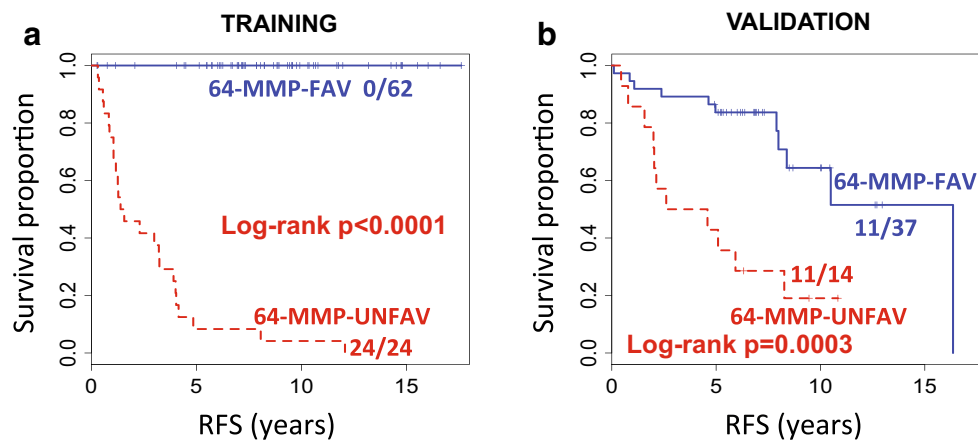 a
TRAINING
1.0
0.8
0.6
0.4
0.2
0.0
Survival proportion
64-MMP-FAV 0/62
Log-rank p<0.0001
64-MMP-UNFAV
24/24
0 5 10 15
RFS (years)
b
VALIDATION
1.0
0.8
0.6
0.4
0.2
0.0
Survival proportion
64-MMP-FAV
11/37
11/14
64-MMP-UNFAV
Log-rank p=0.0003
0 5 10 15
RFS (years)